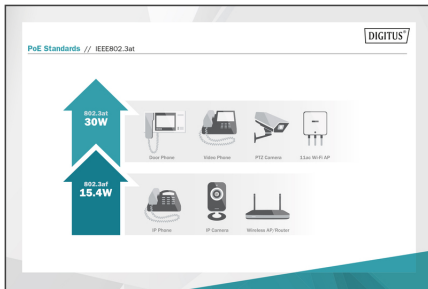 DIGITUS®
PoE Standards // IEEE802.3at
802.3at
30W
Door Phone Video Phone PTZ Camera 11ac Wi-Fi AP
802.3af
15.4W
IP Phone IP Camera Wireless AP/Router